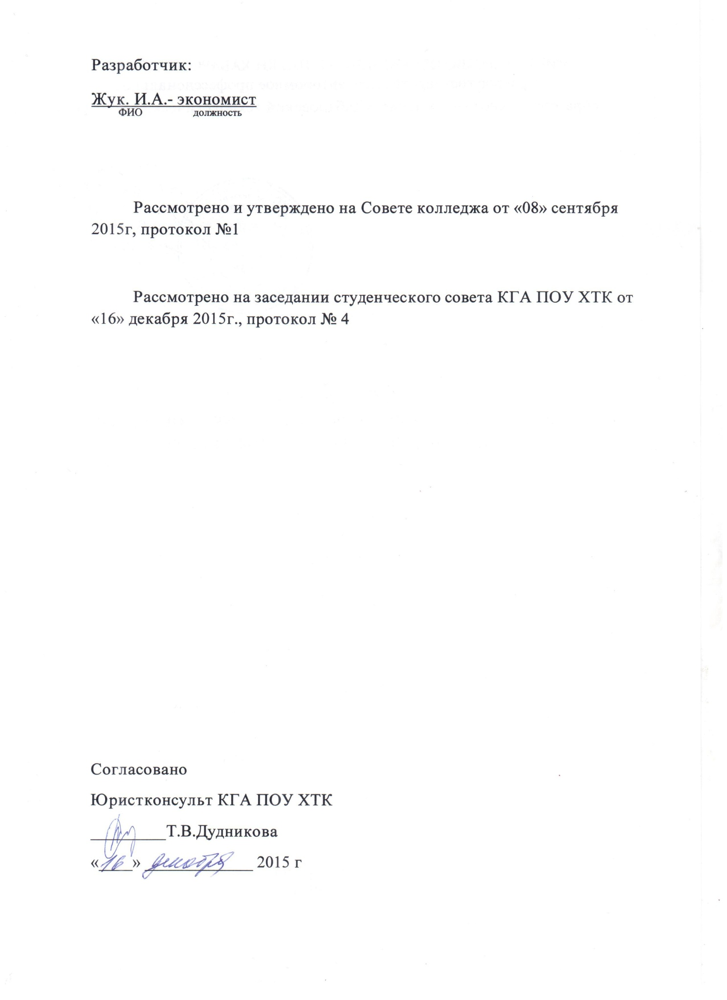 Разработчик:
Жук. И.А.- экономист
ФИО должность
Рассмотрено и утверждено на Совете колледжа от «08» сентября
2015г, протокол №1
Рассмотрено на заседании студенческого совета КГА ПОУ ХТК от
«16» декабря 2015г., протокол № 4
Согласовано
Юристконсульт КГА ПОУ ХТК
Т.В.Дудникова
«16» декабря 2015 г